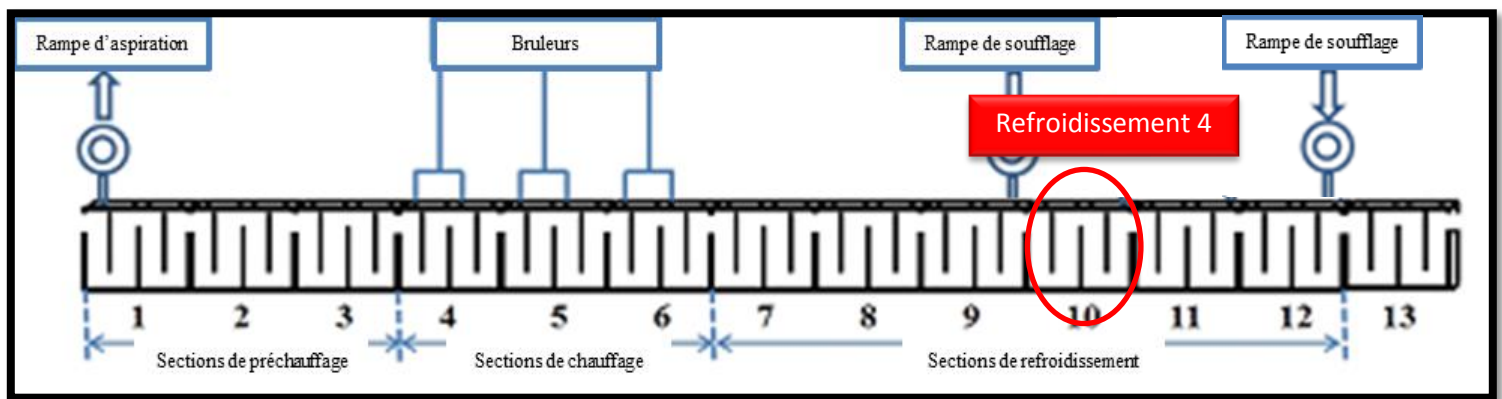 Rampe d'aspiration
Bruleurs
Rampe de soufflage
Rampe de soufflage
Refroidissement 4
1 2 3 4 5 6 7 8 9 10 11 12 13
Sections de préchauffage
Sections de chauffage
Sections de refroidissement